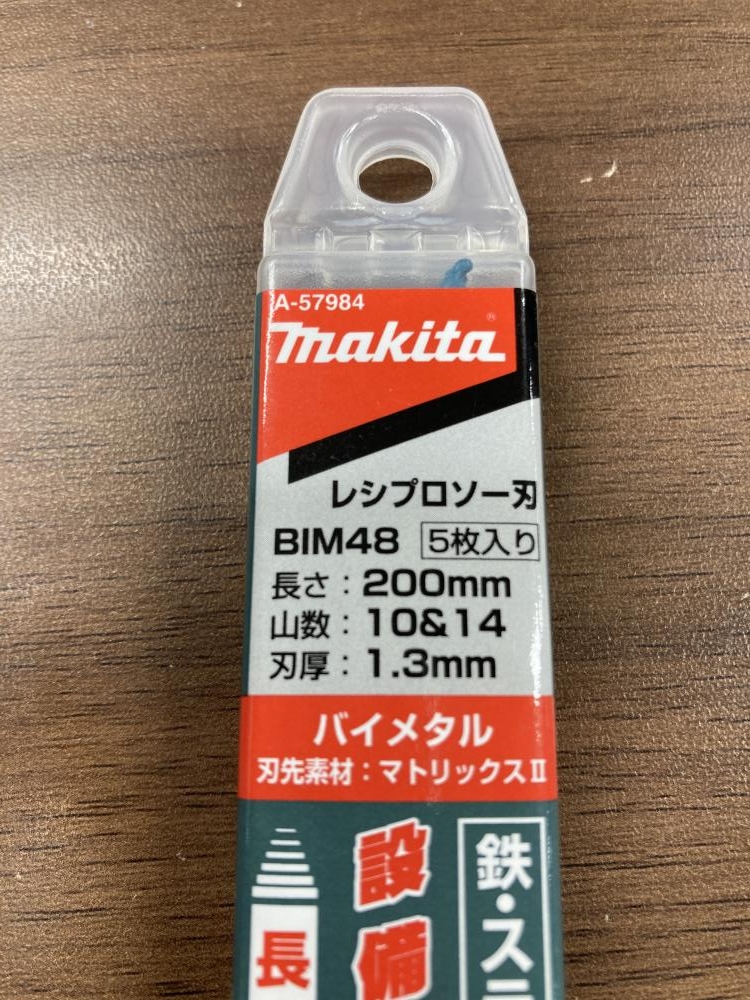 A-57984
makita®
レシプロソー刃
BIM48 5枚入り
長さ：200mm
山数：10&14
刃厚：1.3mm
バイメタル
刃先素材：マトリックスⅡ
長
設備
鉄・ス